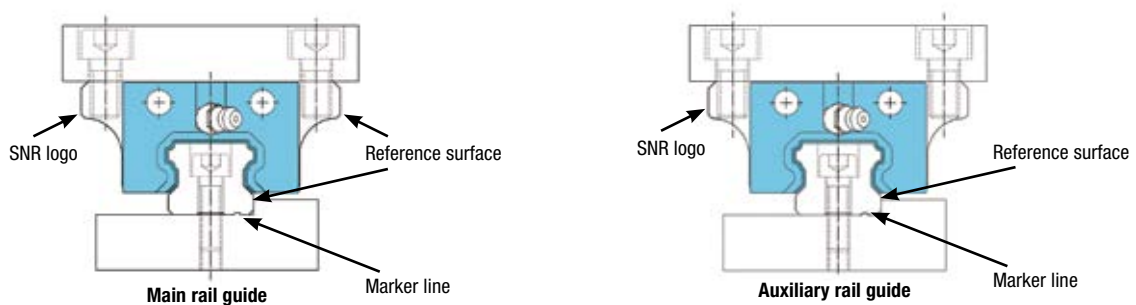 SNR logo
Reference surface
Marker line
Main rail guide
SNR logo
Reference surface
Marker line
Auxiliary rail guide